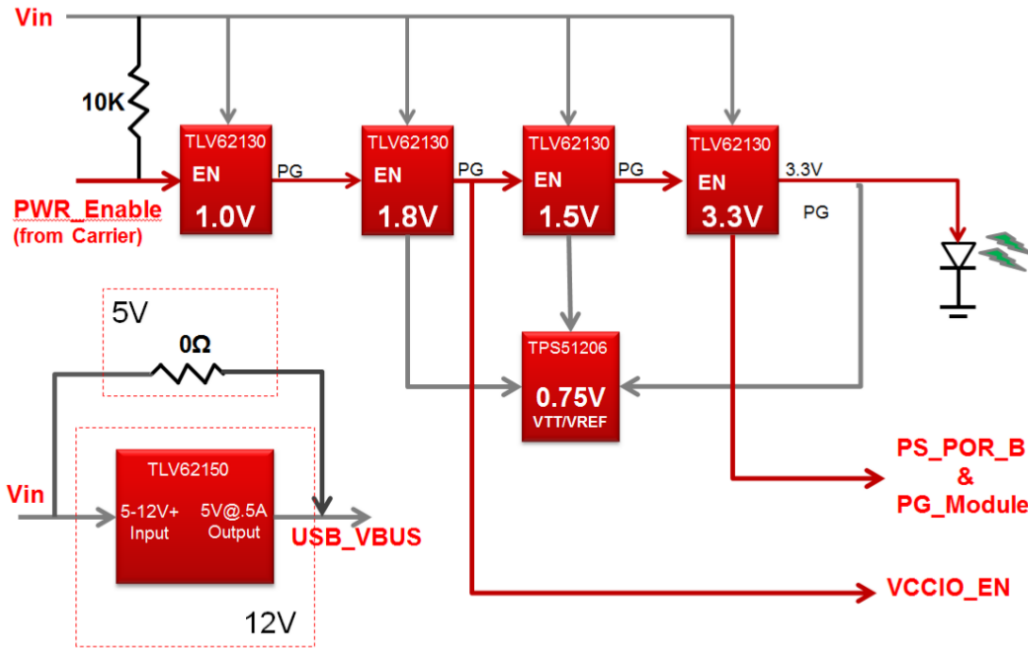 Vin
10K
PWR_Enable
(from Carrier)
TLV62130
EN
1.0V
PG
TLV62130
EN
1.8V
PG
TLV62130
EN
1.5V
PG
TLV62130
EN
3.3V
3.3V
PG
TPS51206
0.75V
VTT/VREF
5V
0Ω
Vin
TLV62150
5-12V+
Input
5V@.5A
Output
USB_VBUS
12V
PS_POR_B
&
PG_Module
VCCIO_EN